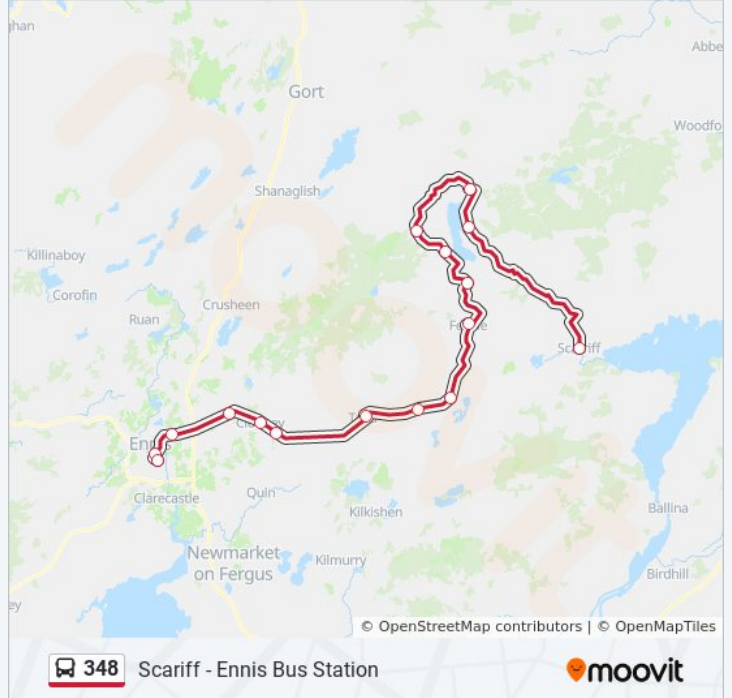 Abbe
Gort
Woodfo
Shanaglish
Killinaboy
Corofin
Crusheen
Ruan
Scariff
Ennis
Quin
Clarecastle
Kilkishen
Ballina
Newmarket
on Fergus
Kilmurry
Birdhill
© OpenStreetMap contributors | © OpenMapTiles
348 Scariff - Ennis Bus Station
moovit